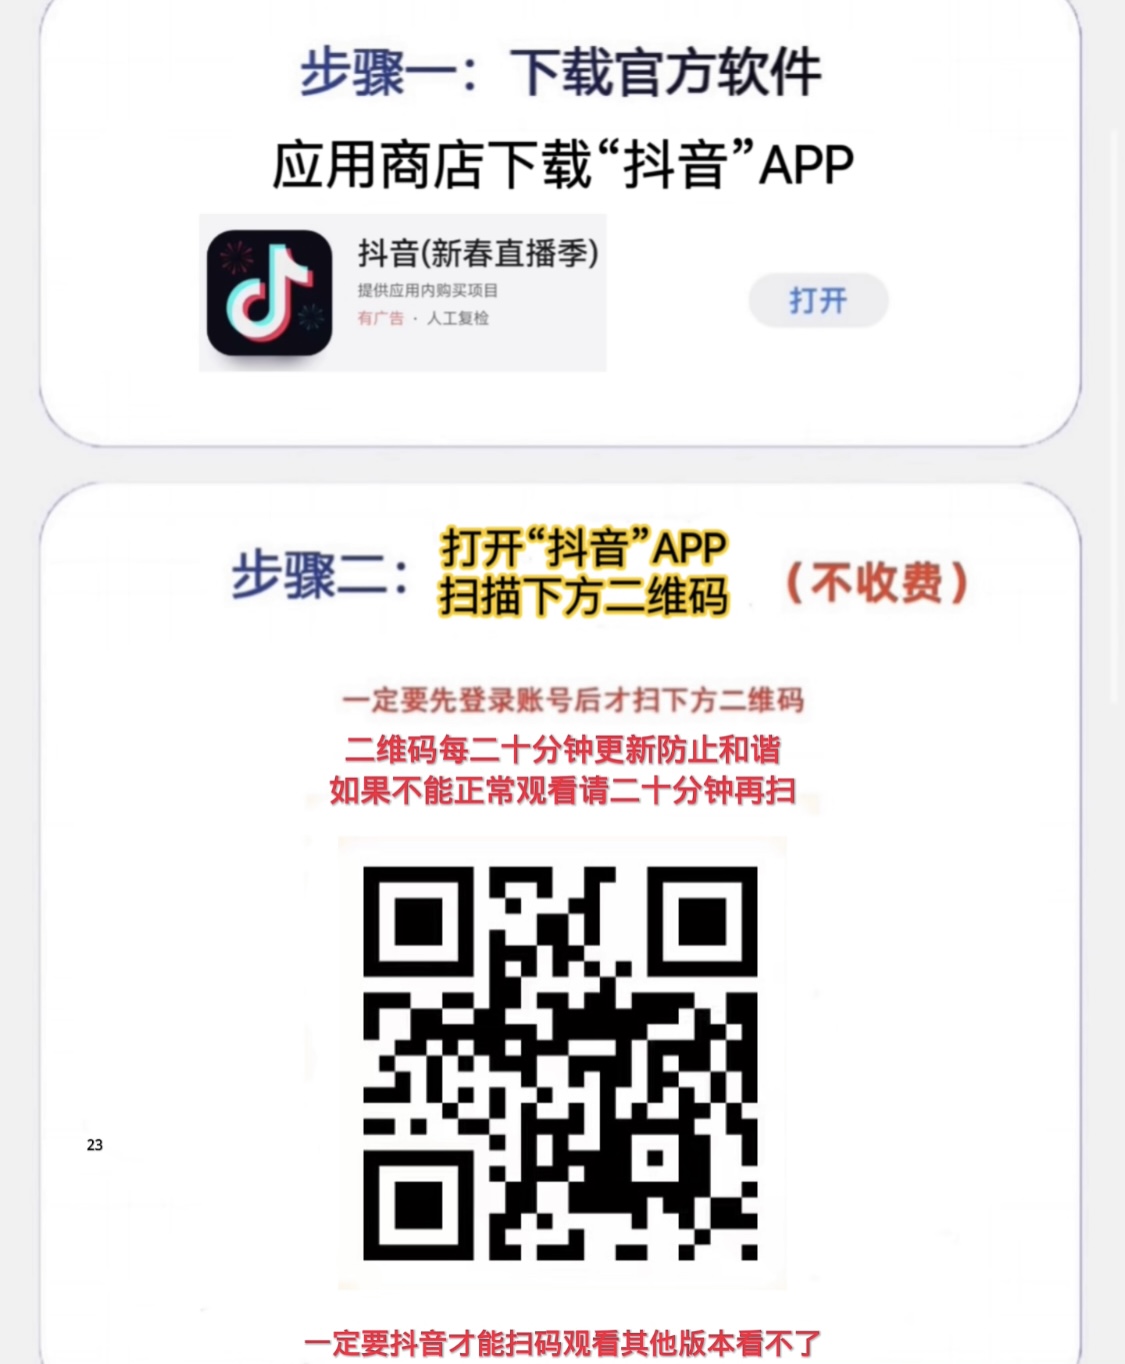 步骤一：下载官方软件
应用商店下载“抖音”APP
抖音(新春直播季)
提供应用内购买项目
有广告 · 人工复检
打开
步骤二：
打开“抖音”APP
扫描下方二维码
（不收费）
一定要先登录账号后才扫下方二维码
二维码每二十分钟更新防止和谐
如果不能正常观看请二十分钟再扫
23
一定要抖音才能扫码观看其他版本看不了